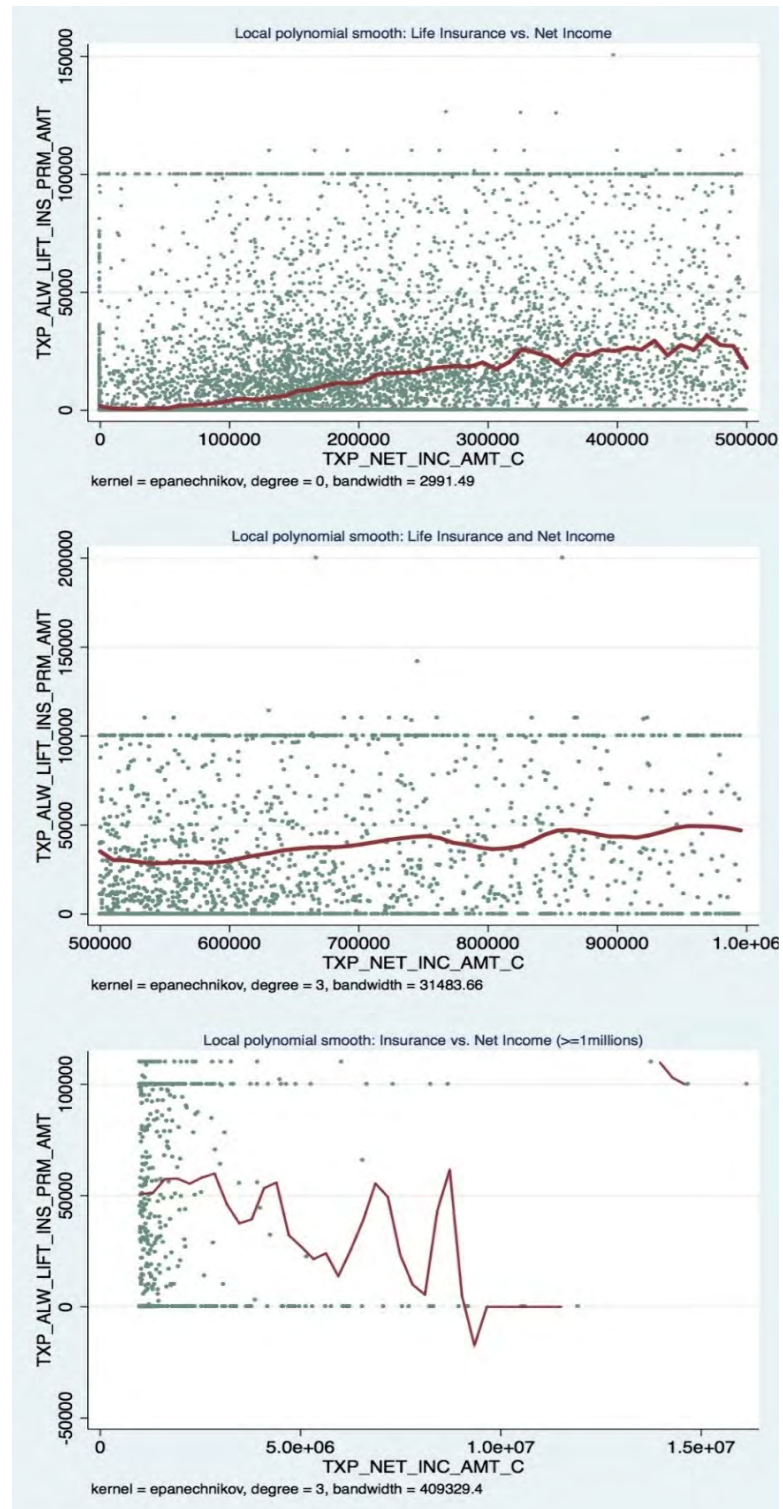 Local polynomial smooth: Life Insurance vs. Net Income
TXP_ALW_LIFT_INS_PRM_AMT
150000
100000
50000
0
0 100000 200000 300000 400000 500000
TXP_NET_INC_AMT_C
kernel = epanechnikov, degree = 0, bandwidth = 2991.49
Local polynomial smooth: Life Insurance and Net Income
TXP_ALW_LIFT_INS_PRM_AMT
200000
150000
100000
50000
0
500000 600000 700000 800000 900000 1.0e+06
TXP_NET_INC_AMT_C
kernel = epanechnikov, degree = 3, bandwidth = 31483.66
Local polynomial smooth: Insurance vs. Net Income (>=1millions)
TXP_ALW_LIFT_INS_PRM_AMT
100000
50000
0
-50000
0 5.0e+06 1.0e+07 1.5e+07
TXP_NET_INC_AMT_C
kernel = epanechnikov, degree = 3, bandwidth = 409329.4